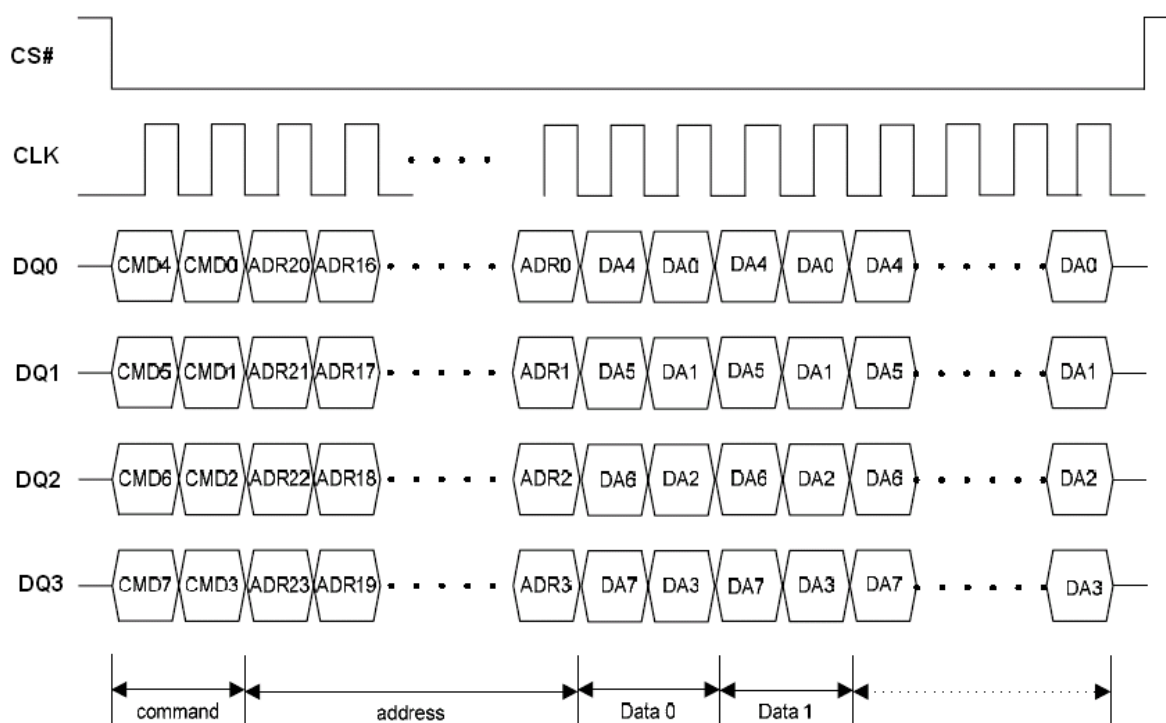 CS#
CLK
DQ0 CMD4 CMD0 ADR20 ADR16 ADR0 DA4 DA0 DA4 DA0 DA4 DA0
DQ1 CMD5 CMD1 ADR21 ADR17 ADR1 DA5 DA1 DA5 DA1 DA5 DA1
DQ2 CMD6 CMD2 ADR22 ADR18 ADR2 DA6 DA2 DA6 DA2 DA6 DA2
DQ3 CMD7 CMD3 ADR23 ADR19 ADR3 DA7 DA3 DA7 DA3 DA7 DA3
command address Data 0 Data 1